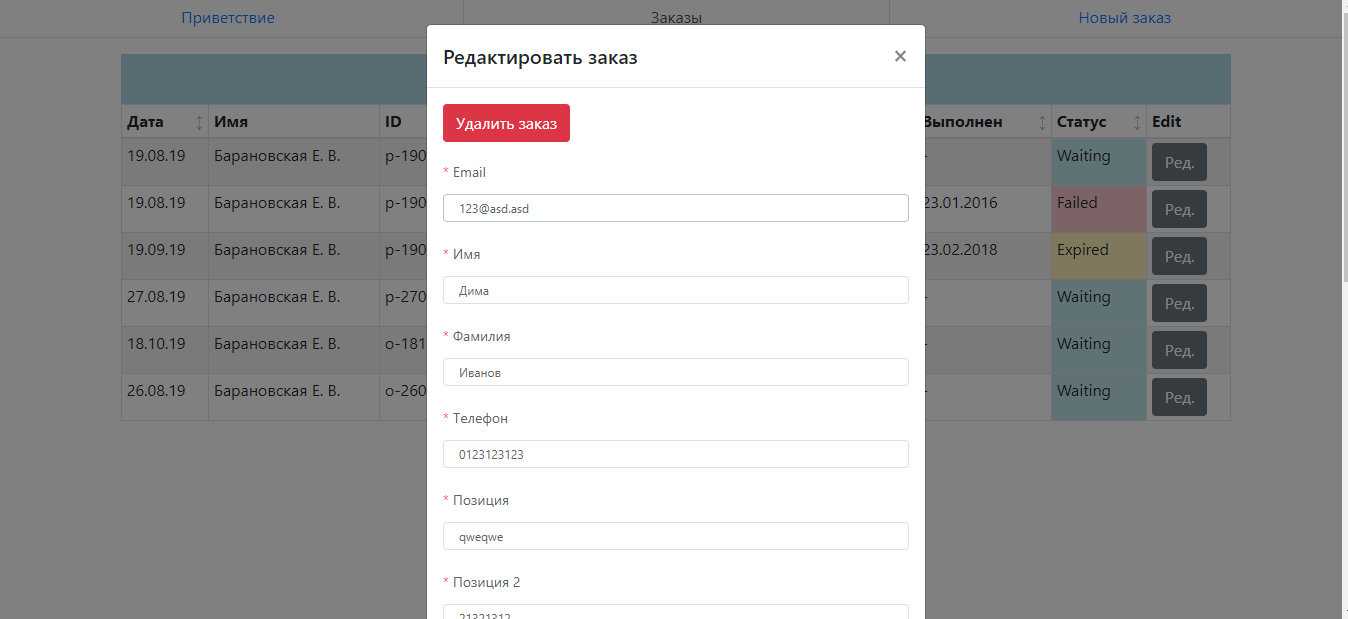 Приветствие Заказы Новый заказ
Редактировать заказ ×
Удалить заказ
Дата Имя ID Выполнен Статус Edit
19.08.19 Барановская Е. В. p-190 - Waiting Ред.
19.08.19 Барановская Е. В. p-190 23.01.2016 Failed Ред.
19.09.19 Барановская Е. В. p-190 23.02.2018 Expired Ред.
27.08.19 Барановская Е. В. p-270 - Waiting Ред.
18.10.19 Барановская Е. В. o-181 - Waiting Ред.
26.08.19 Барановская Е. В. o-260 - Waiting Ред.
* Email
123@asd.asd
* Имя
Дима
* Фамилия
Иванов
* Телефон
0123123123
* Позиция
qweqwe
* Позиция 2
21321312